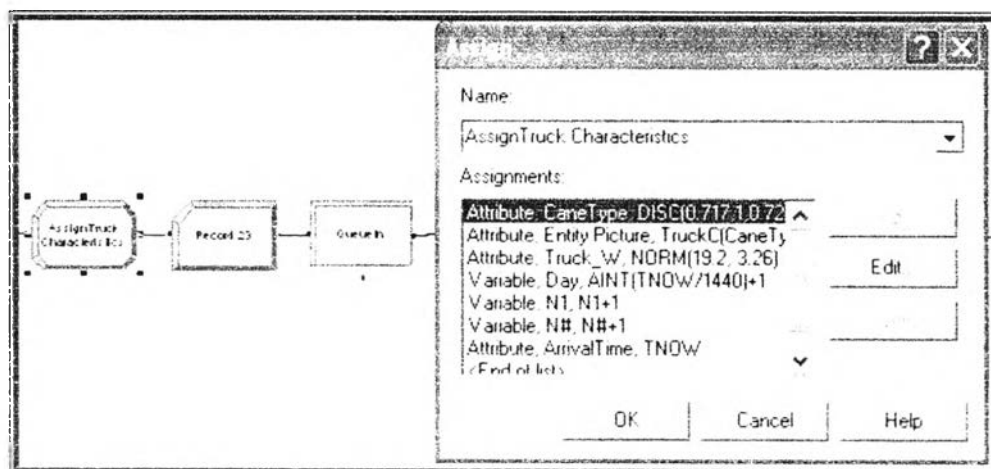 Assign
Name:
AssignTruck Characteristics
Assignments:
Attribute, CaneType, DISC(0.717,1,0.72
Attribute, Entity Picture, TruckC(CaneTy
Attribute, Truck_W, NORM(19.2, 3.26)
Variable, Day, AINT(TNOW/1440)+1
Variable, N1, N1+1
Variable, N#, N#+1
Attribute, ArrivalTime, TNOW
<End of list>
Edit
OK Cancel Help
AssignTruck
Characteristics
Record 23
Queue In